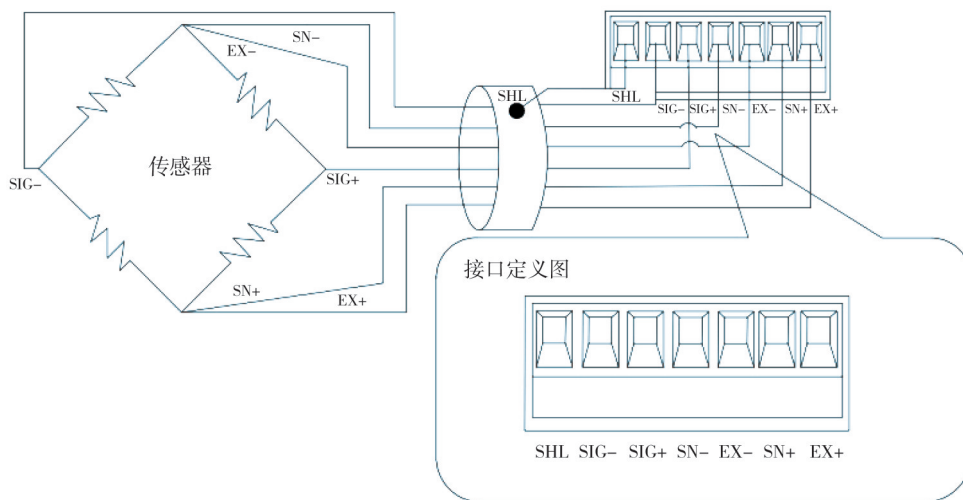 SN−
EX−
SHL
SHL
SIG− SIG+ SN− EX− SN+ EX+
传感器
SIG−
SIG+
SN+
EX+
接口定义图
SHL SIG− SIG+ SN− EX− SN+ EX+